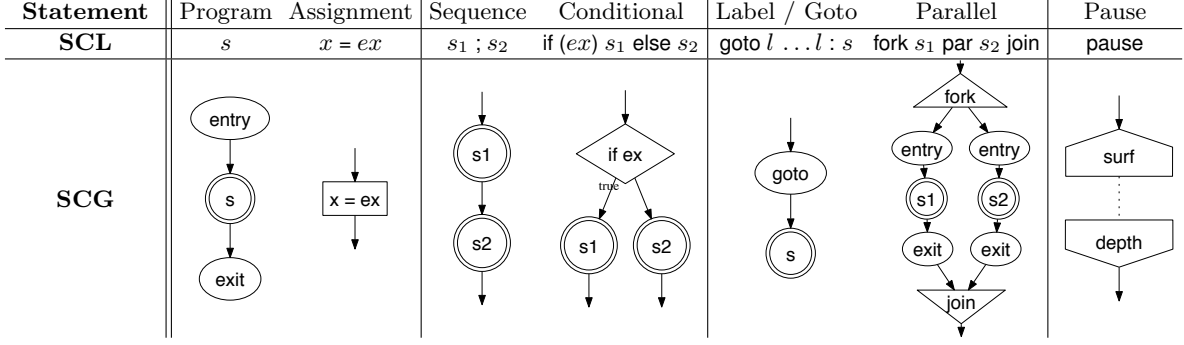 Statement Program Assignment Sequence Conditional Label / Goto Parallel Pause
SCL s x = ex s1 ; s2 if (ex) s1 else s2 goto l ... l : s fork s1 par s2 join pause
SCG
entry
s
exit
x = ex
s1
s2
if ex
true
s1
s2
goto
s
fork
entry entry
s1 s2
exit exit
join
surf
depth